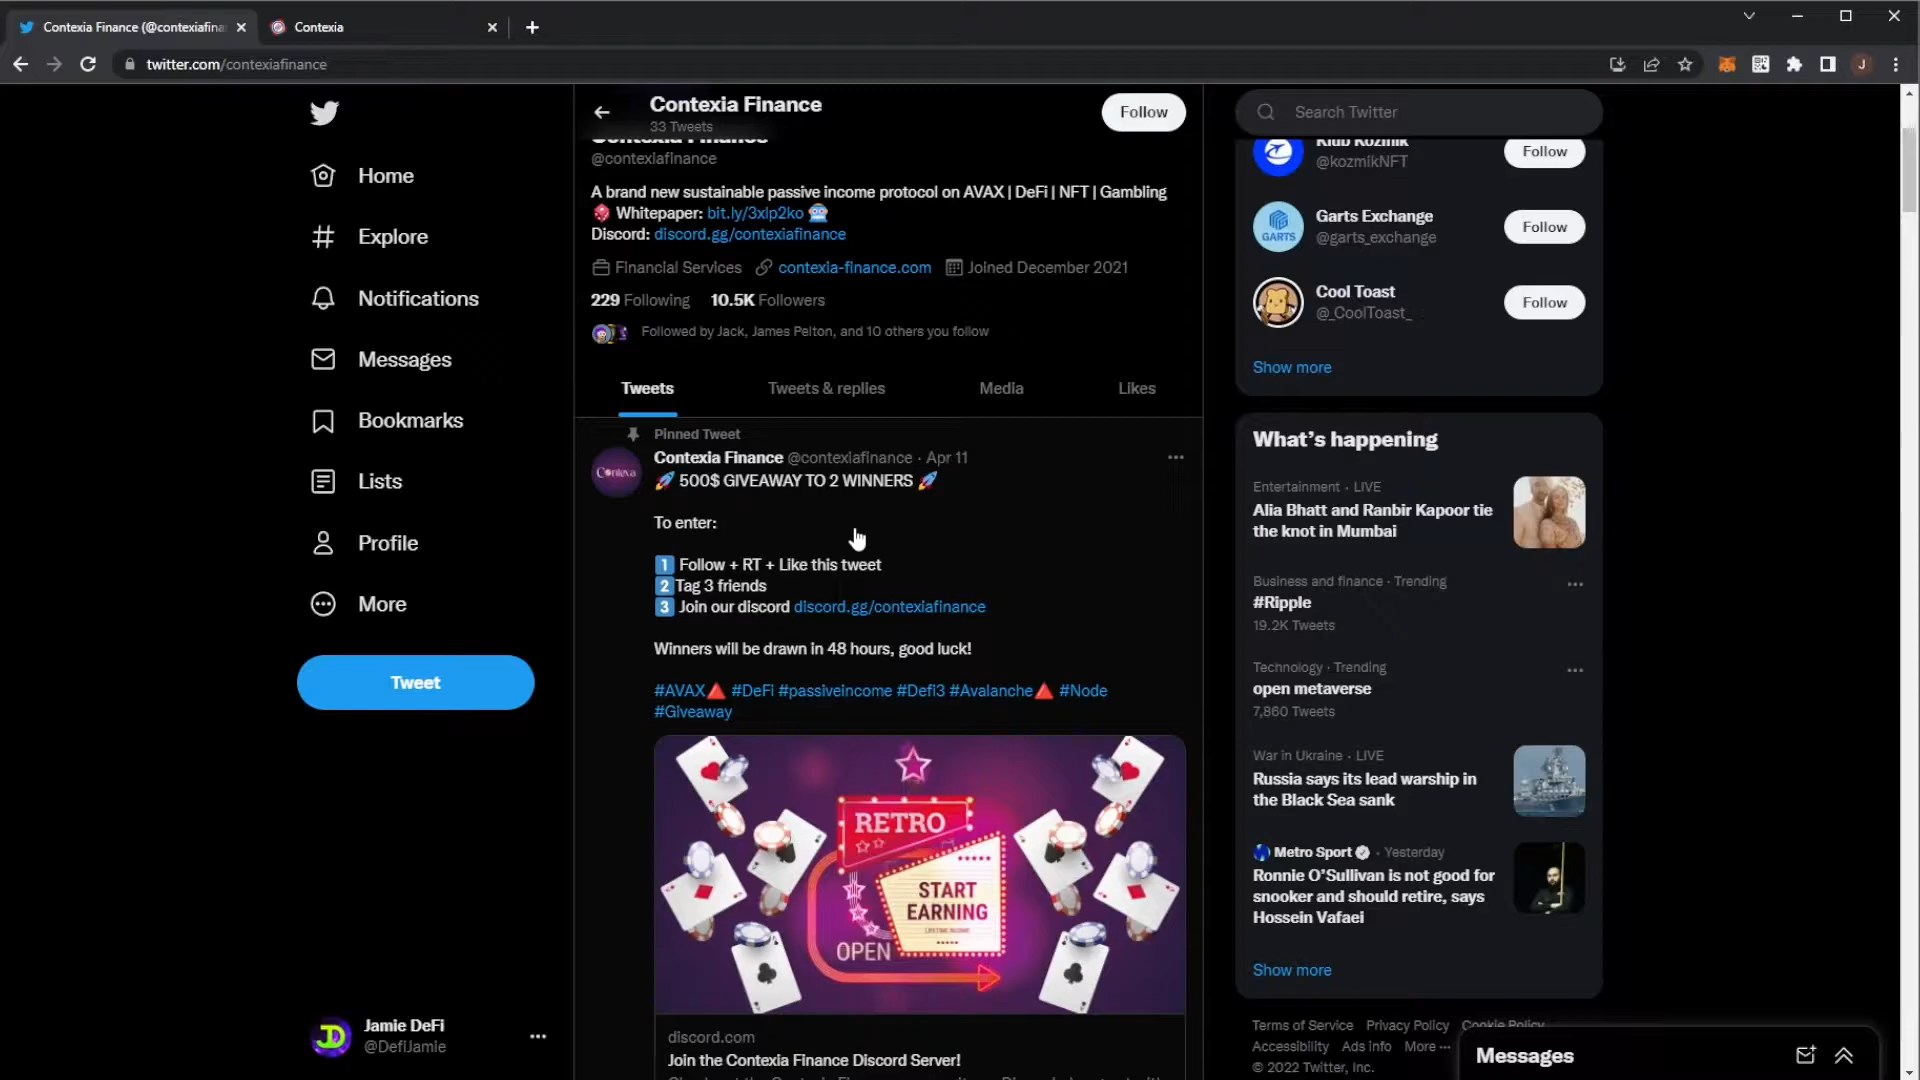 Contexia Finance (@contexiafina
Contexia
twitter.com/contexiafinance
J
Contexia Finance
33 Tweets
Follow
Search Twitter
Home
Explore
Notifications
Messages
Bookmarks
Lists
Profile
More
Tweet
Jamie DeFi
@DefiJamie
Contexia Finance
@contexiafinance
A brand new sustainable passive income protocol on AVAX | DeFi | NFT | Gambling
Whitepaper: bit.ly/3xlp2ko
Discord: discord.gg/contexiafinance
Financial Services contexia-finance.com Joined December 2021
229 Following 10.5K Followers
Followed by Jack, James Pelton, and 10 others you follow
Tweets Tweets & replies Media Likes
Pinned Tweet
Contexia Finance @contexiafinance · Apr 11
🚀 500$ GIVEAWAY TO 2 WINNERS 🚀
To enter:
1 Follow + RT + Like this tweet
2 Tag 3 friends
3 Join our discord discord.gg/contexiafinance
Winners will be drawn in 48 hours, good luck!
#AVAX🔺 #DeFi #passiveincome #Defi3 #Avalanche🔺 #Node
#Giveaway
RETRO
START
EARNING
OPEN
discord.com
Join the Contexia Finance Discord Server!
Klub Kozmik
@kozmikNFT
Follow
GARTS
Garts Exchange
@garts_exchange
Follow
Cool Toast
@_CoolToast_
Follow
Show more
What's happening
Entertainment · LIVE
Alia Bhatt and Ranbir Kapoor tie
the knot in Mumbai
Business and finance · Trending
#Ripple
19.2K Tweets
Technology · Trending
open metaverse
7,860 Tweets
War in Ukraine · LIVE
Russia says its lead warship in
the Black Sea sank
Metro Sport · Yesterday
Ronnie O'Sullivan is not good for
snooker and should retire, says
Hossein Vafaei
Show more
Terms of Service Privacy Policy Cookie Policy
Accessibility Ads info More ···
© 2022 Twitter, Inc.
Messages